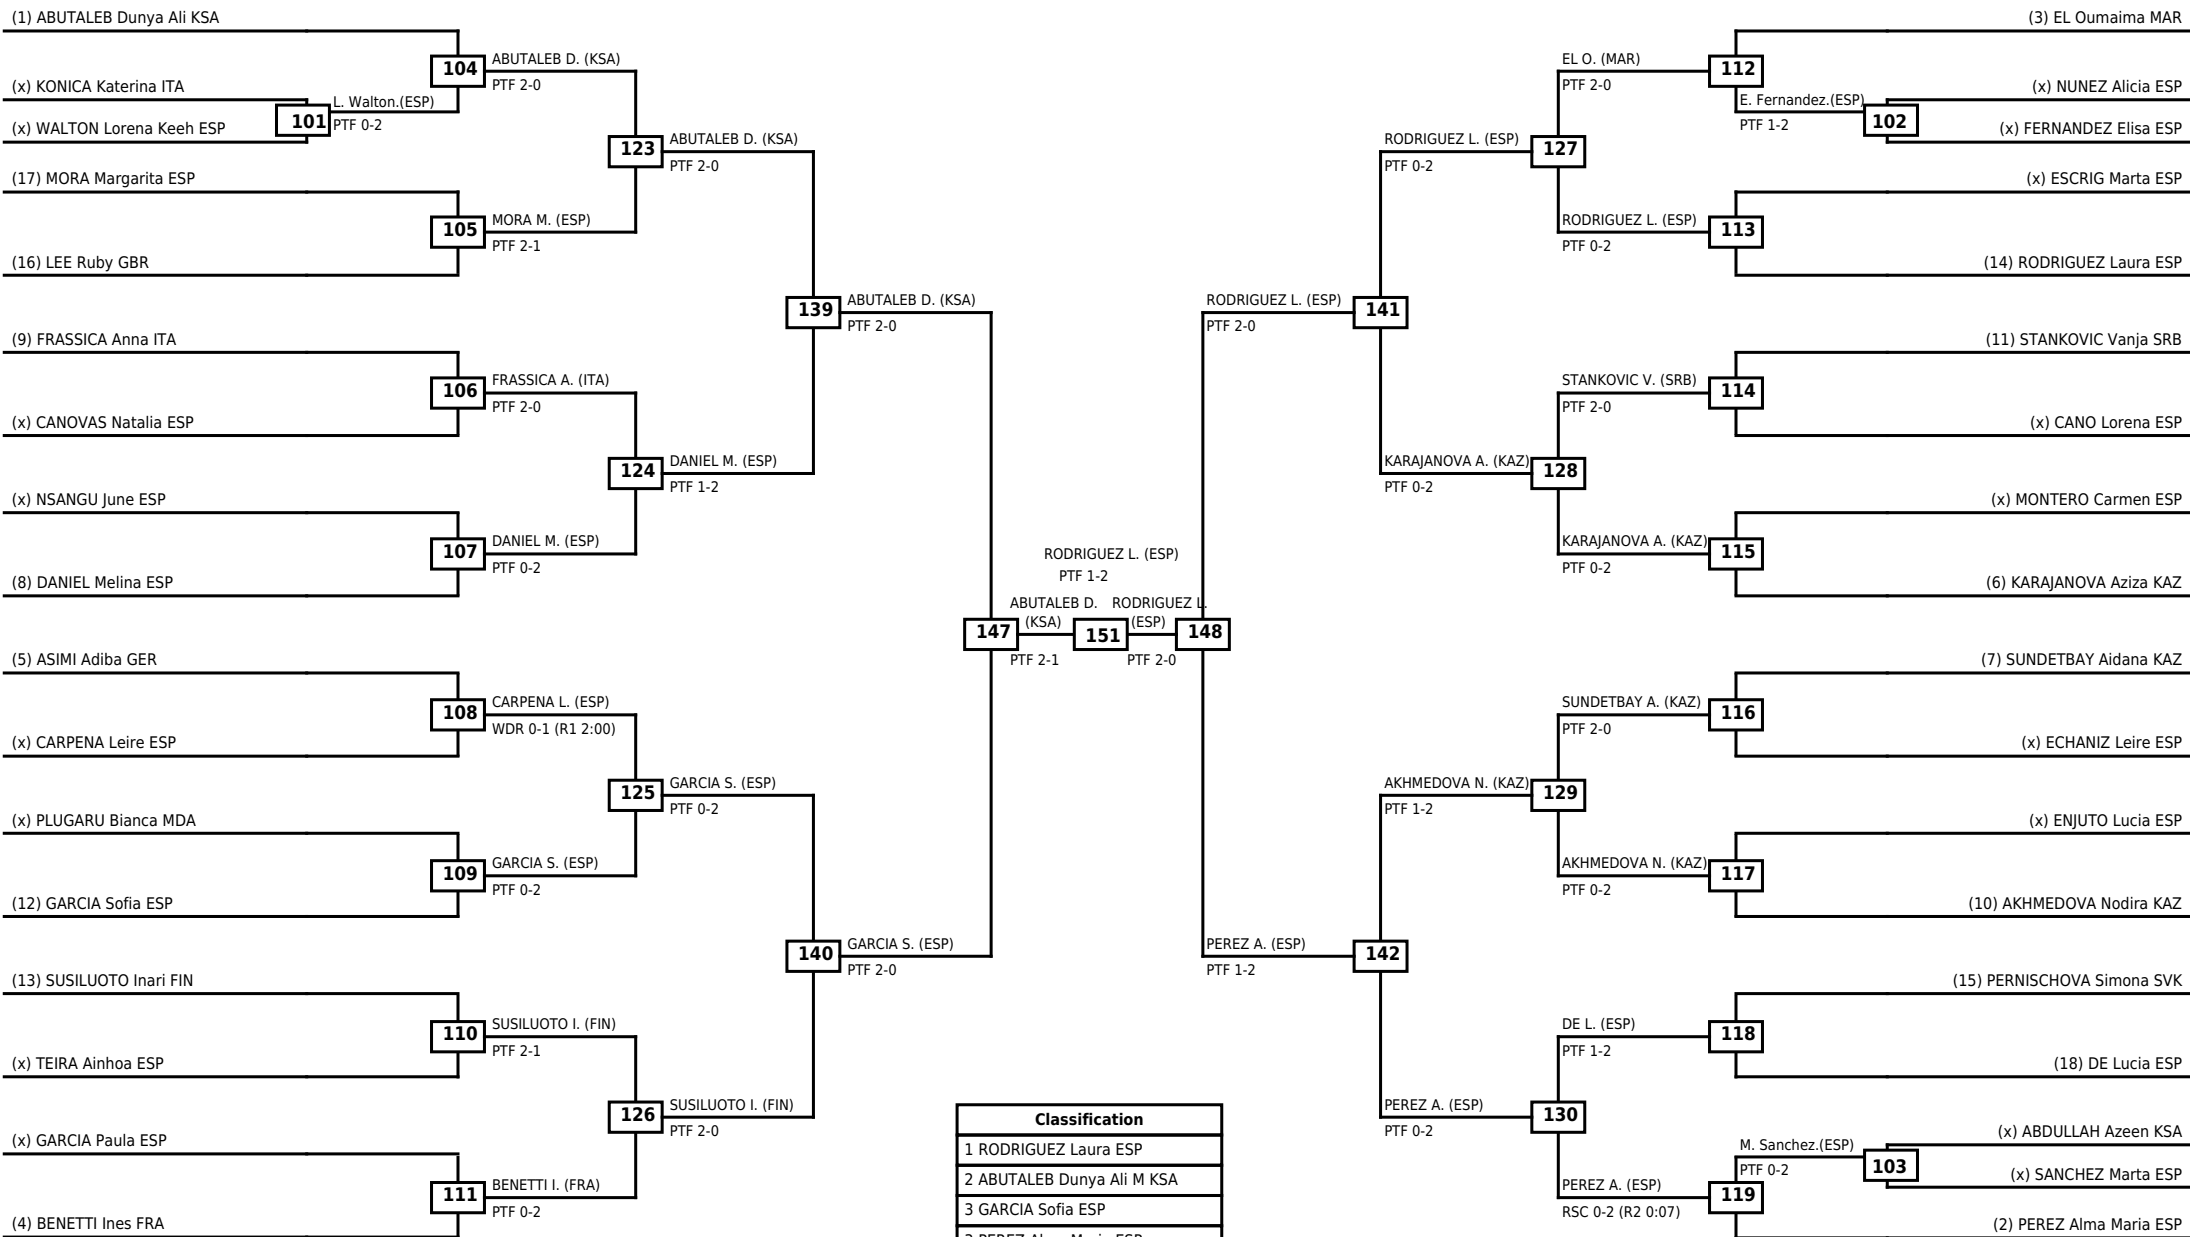 (1) ABUTALEB Dunya Ali KSA
104
ABUTALEB D. (KSA)
PTF 2-0
(x) KONICA Katerina ITA
101
L. Walton.(ESP)
PTF 0-2
(x) WALTON Lorena Keeh ESP
123
ABUTALEB D. (KSA)
PTF 2-0
(17) MORA Margarita ESP
105
MORA M. (ESP)
PTF 2-1
(16) LEE Ruby GBR
139
ABUTALEB D. (KSA)
PTF 2-0
(9) FRASSICA Anna ITA
106
FRASSICA A. (ITA)
PTF 2-0
(x) CANOVAS Natalia ESP
124
DANIEL M. (ESP)
PTF 1-2
(x) NSANGU June ESP
107
DANIEL M. (ESP)
PTF 0-2
(8) DANIEL Melina ESP
(5) ASIMI Adiba GER
108
CARPENA L. (ESP)
WDR 0-1 (R1 2:00)
(x) CARPENA Leire ESP
125
GARCIA S. (ESP)
PTF 0-2
(x) PLUGARU Bianca MDA
109
GARCIA S. (ESP)
PTF 0-2
(12) GARCIA Sofia ESP
140
GARCIA S. (ESP)
PTF 2-0
(13) SUSILUOTO Inari FIN
110
SUSILUOTO I. (FIN)
PTF 2-1
(x) TEIRA Ainhoa ESP
126
SUSILUOTO I. (FIN)
PTF 2-0
(x) GARCIA Paula ESP
111
BENETTI I. (FRA)
PTF 0-2
(4) BENETTI Ines FRA
RODRIGUEZ L. (ESP)
PTF 1-2
ABUTALEB D.
(KSA)
147
PTF 2-1
151
RODRIGUEZ L.
(ESP)
148
PTF 2-0
Classification
1 RODRIGUEZ Laura ESP
2 ABUTALEB Dunya Ali M KSA
3 GARCIA Sofia ESP
3 PEREZ Alma Maria ESP
(3) EL Oumaima MAR
EL O. (MAR)
112
PTF 2-0
(x) NUNEZ Alicia ESP
E. Fernandez.(ESP)
102
PTF 1-2
(x) FERNANDEZ Elisa ESP
RODRIGUEZ L. (ESP)
127
PTF 0-2
(x) ESCRIG Marta ESP
RODRIGUEZ L. (ESP)
113
PTF 0-2
(14) RODRIGUEZ Laura ESP
RODRIGUEZ L. (ESP)
141
PTF 2-0
(11) STANKOVIC Vanja SRB
STANKOVIC V. (SRB)
114
PTF 2-0
(x) CANO Lorena ESP
KARAJANOVA A. (KAZ)
128
PTF 0-2
(x) MONTERO Carmen ESP
KARAJANOVA A. (KAZ)
115
PTF 0-2
(6) KARAJANOVA Aziza KAZ
(7) SUNDETBAY Aidana KAZ
SUNDETBAY A. (KAZ)
116
PTF 2-0
(x) ECHANIZ Leire ESP
AKHMEDOVA N. (KAZ)
129
PTF 1-2
(x) ENJUTO Lucia ESP
AKHMEDOVA N. (KAZ)
117
PTF 0-2
(10) AKHMEDOVA Nodira KAZ
PEREZ A. (ESP)
142
PTF 1-2
(15) PERNISCHOVA Simona SVK
DE L. (ESP)
118
PTF 1-2
(18) DE Lucia ESP
PEREZ A. (ESP)
130
PTF 0-2
(x) ABDULLAH Azeen KSA
M. Sanchez.(ESP)
103
PTF 0-2
(x) SANCHEZ Marta ESP
PEREZ A. (ESP)
119
RSC 0-2 (R2 0:07)
(2) PEREZ Alma Maria ESP